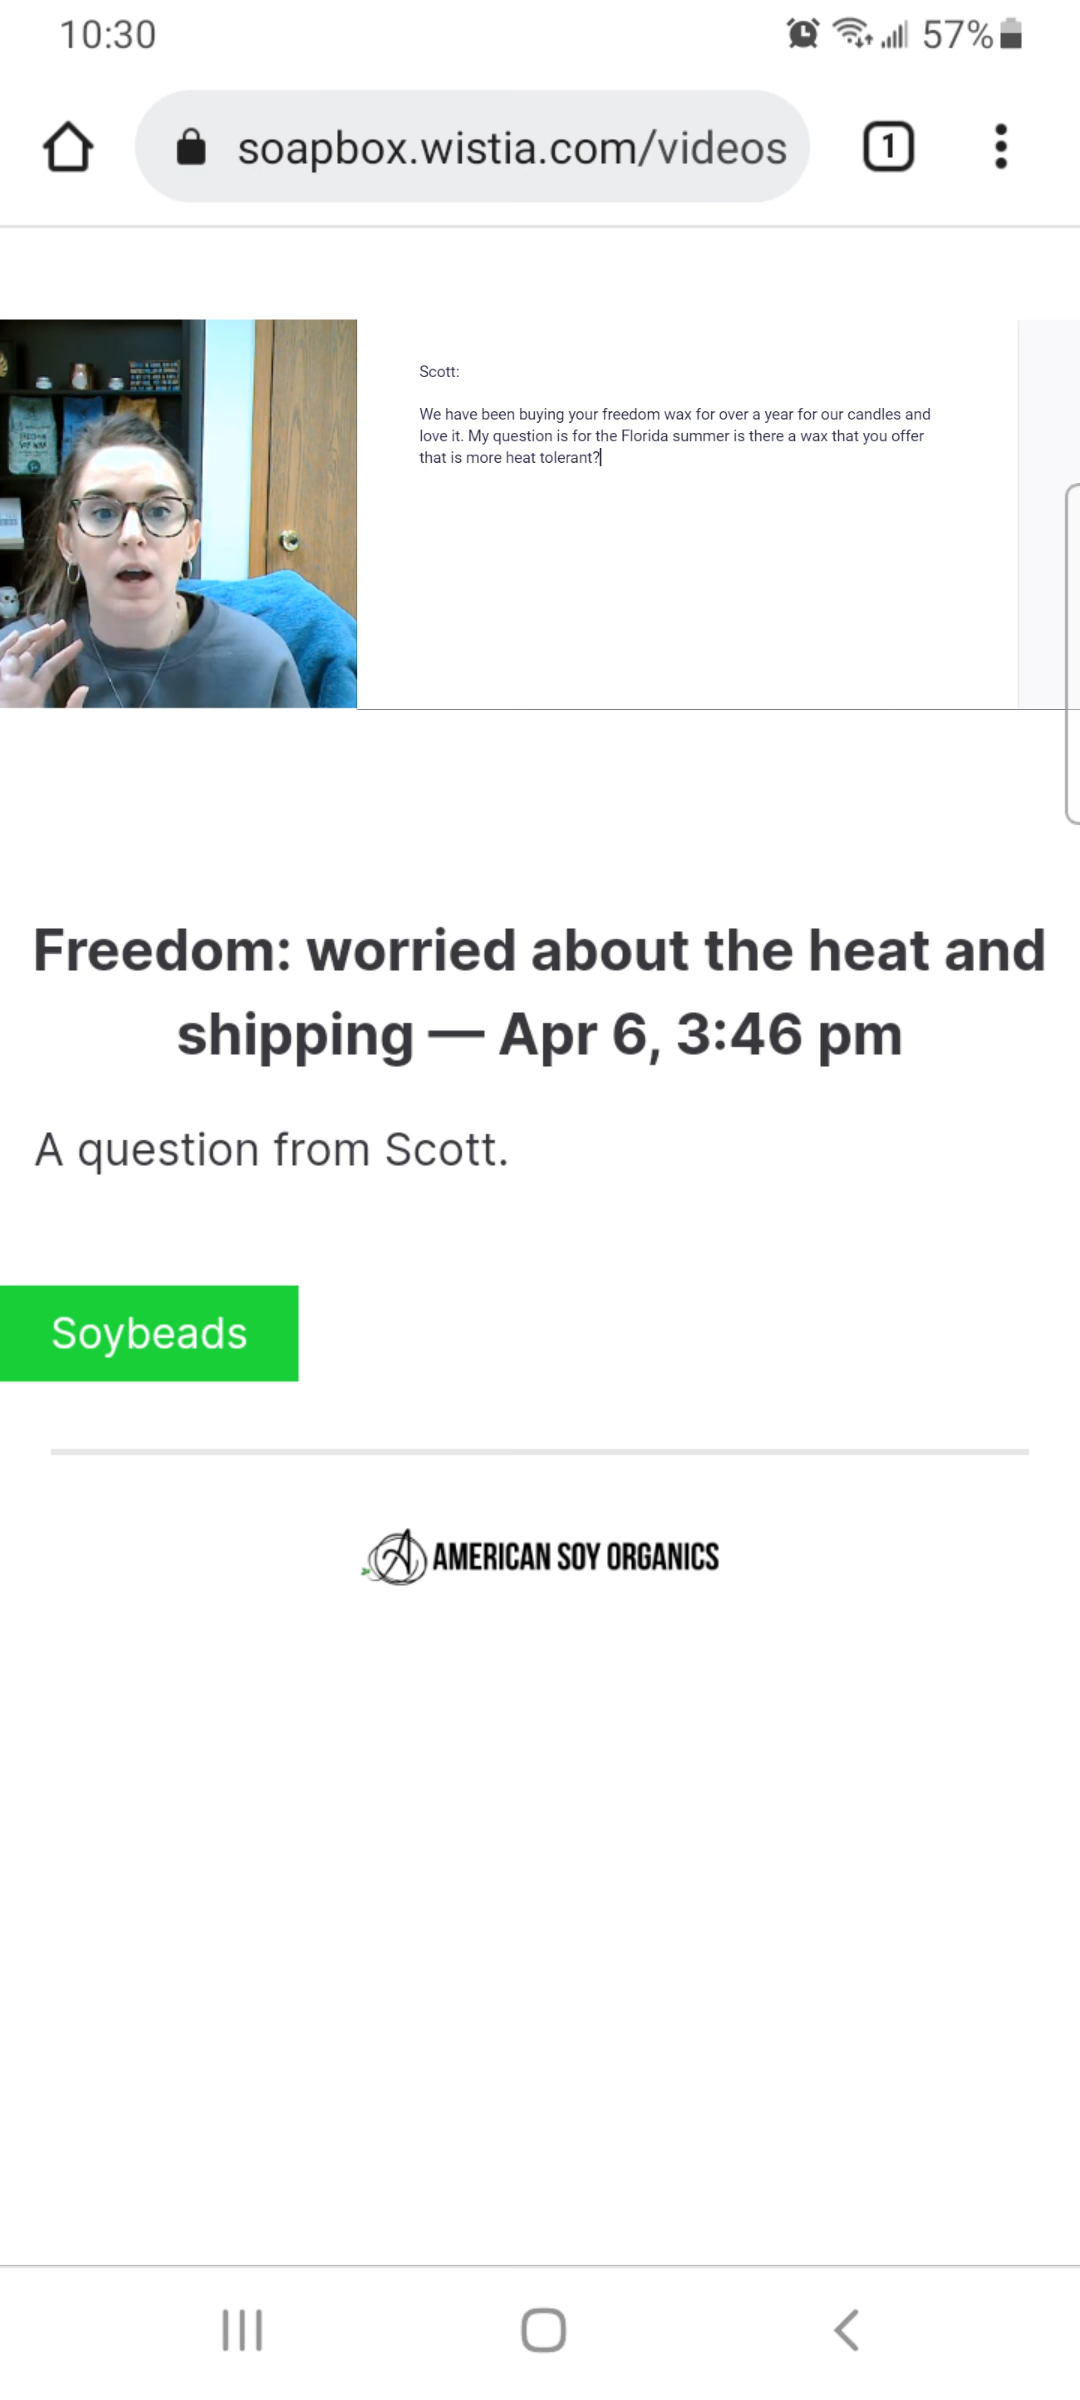 10:30
57%
soapbox.wistia.com/videos
1
Scott:
We have been buying your freedom wax for over a year for our candles and
love it. My question is for the Florida summer is there a wax that you offer
that is more heat tolerant?
Freedom: worried about the heat and
shipping — Apr 6, 3:46 pm
A question from Scott.
Soybeads
AMERICAN SOY ORGANICS